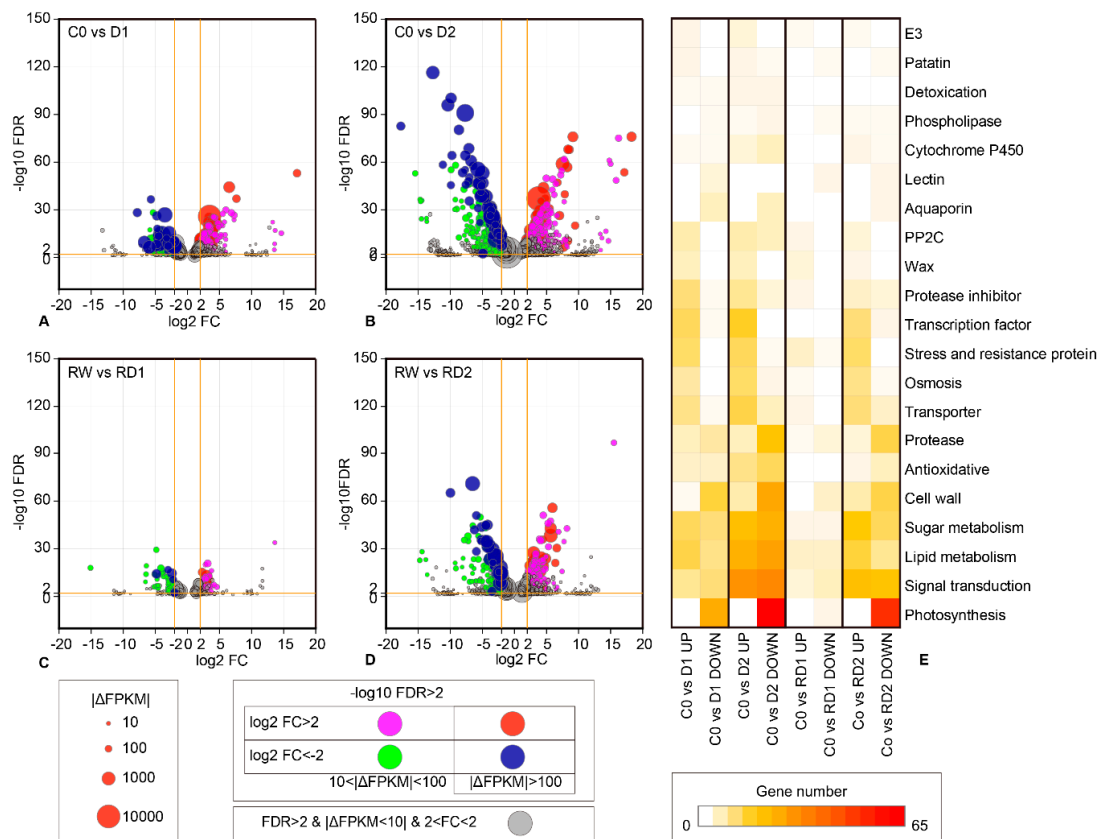 C0 vs D1
150
120
90
60
30
2
0
-20
-15
-10
-5
-2
0
2
5
10
15
20
-log10 FDR
log2 FC
A
C0 vs D2
150
120
90
60
30
2
0
-20
-15
-10
-5
-2
0
2
5
10
15
20
-log10 FDR
log2 FC
B
RW vs RD1
150
120
90
60
30
2
0
-20
-15
-10
-5
-2
0
2
5
10
15
20
-log10 FDR
log2 FC
C
RW vs RD2
150
120
90
60
30
2
0
-20
-15
-10
-5
-2
0
2
5
10
15
20
-log10FDR
log2 FC
D
E3
Patatin
Detoxication
Phospholipase
Cytochrome P450
Lectin
Aquaporin
PP2C
Wax
Protease inhibitor
Transcription factor
Stress and resistance protein
Osmosis
Transporter
Protease
Antioxidative
Cell wall
Sugar metabolism
Lipid metabolism
Signal transduction
Photosynthesis
C0 vs D1 UP
C0 vs D1 DOWN
C0 vs D2 UP
C0 vs D2 DOWN
C0 vs RD1 UP
C0 vs RD1 DOWN
Co vs RD2 UP
Co vs RD2 DOWN
E
|ΔFPKM|
10
100
1000
10000
-log10 FDR>2
log2 FC>2
log2 FC<-2
10<|ΔFPKM|<100
|ΔFPKM|>100
FDR>2 & |ΔFPKM<10| & 2<FC<2
Gene number
0
65